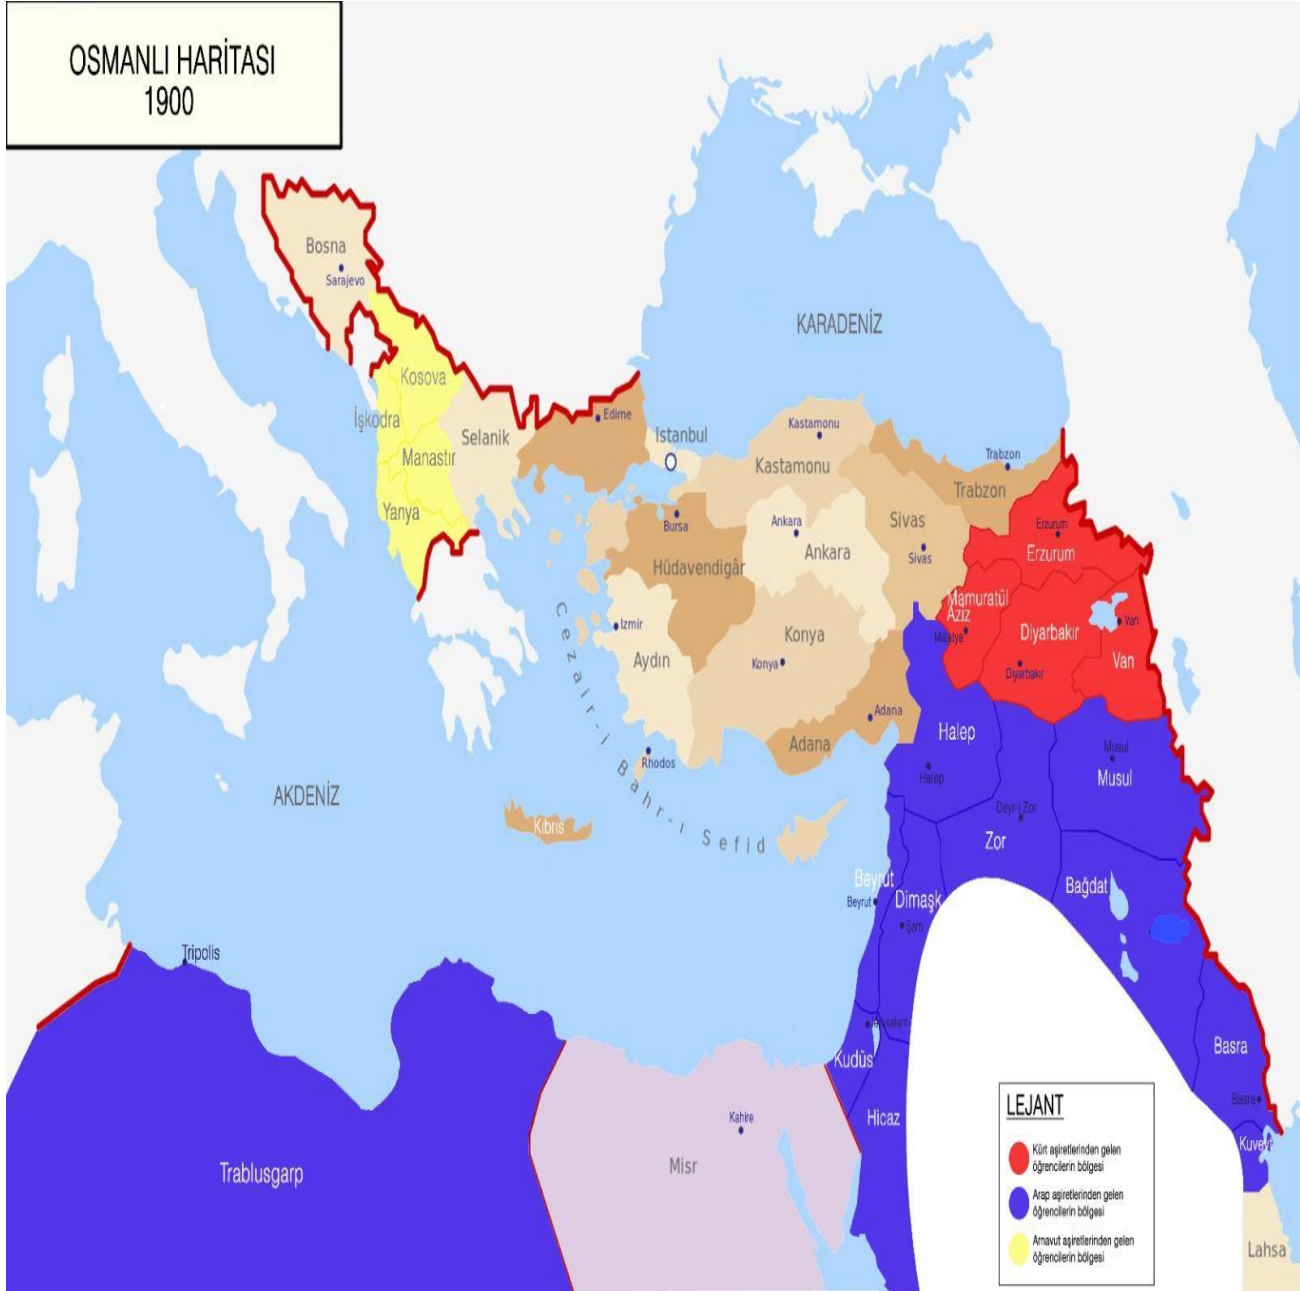 OSMANLI HARİTASI
1900
Bosna
Sarajevo
KARADENİZ
Kosova
İşkodra
Manastır
Yanya
Selanik
Edirne
Istanbul
Kastamonu
Kastamonu
Trabzon
Trabzon
Bursa
Hüdavendigâr
Ankara
Ankara
Sivas
Sivas
Erzurum
Erzurum
Mamuratül
Aziz
Malatya
Diyarbakır
Diyarbakır
Van
Van
Izmir
Aydın
Konya
Konya
Adana
Adana
Rhodos
Cezair-i Bahr-ı Sefid
AKDENİZ
Kıbrıs
Halep
Halep
Musul
Musul
Deyr-i Zor
Zor
Beyrut
Beyrut
Dimaşk
Şam
Bağdat
Tripolis
Jerusalem
Kudüs
Hicaz
Basra
Basra
Kuveyt
Lahsa
Kahire
Misr
Trablusgarp
LEJANT
Kürt aşiretlerinden gelen
öğrencilerin bölgesi
Arap aşiretlerinden gelen
öğrencilerin bölgesi
Arnavut aşiretlerinden gelen
öğrencilerin bölgesi